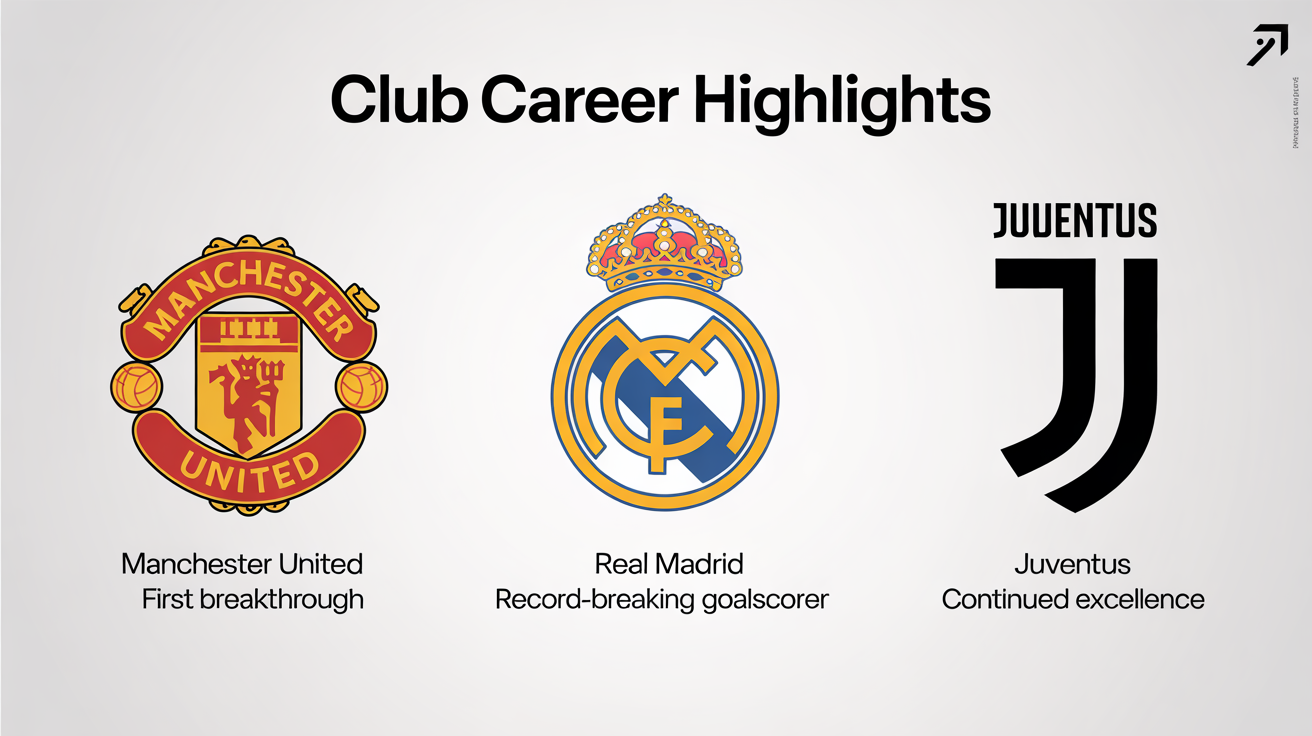 Club Career Highlights
MANCHESTER
UNITED
JUUENTUS
Manchester United
First breakthrough
Real Madrid
Record-breaking goalscorer
Juventus
Continued excellence